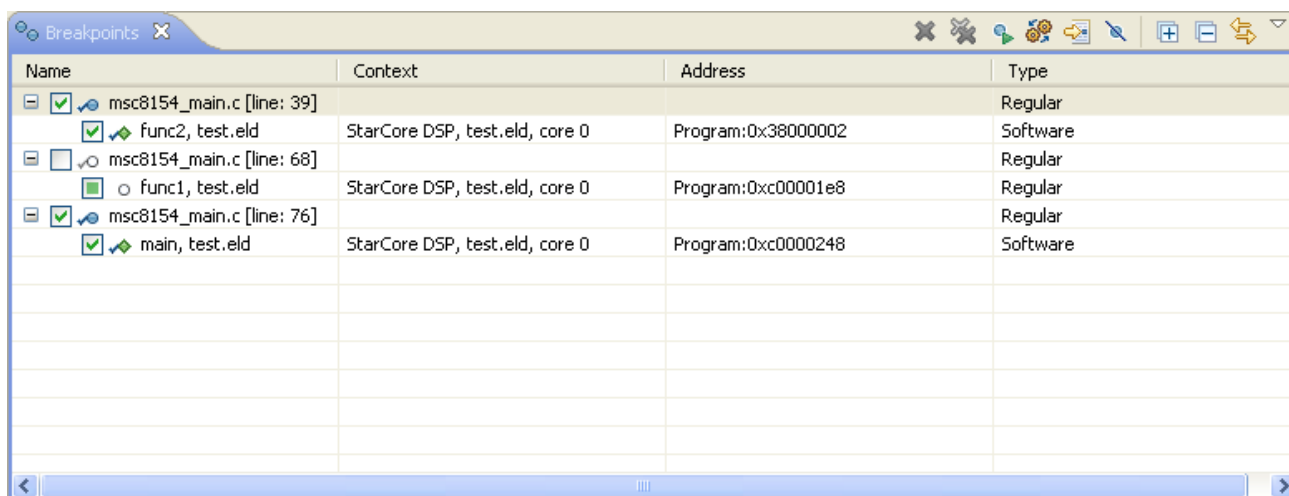 Breakpoints
Name Context Address Type
msc8154_main.c [line: 39] Regular
func2, test.eld StarCore DSP, test.eld, core 0 Program:0x38000002 Software
msc8154_main.c [line: 68] Regular
func1, test.eld StarCore DSP, test.eld, core 0 Program:0xc00001e8 Regular
msc8154_main.c [line: 76] Regular
main, test.eld StarCore DSP, test.eld, core 0 Program:0xc0000248 Software